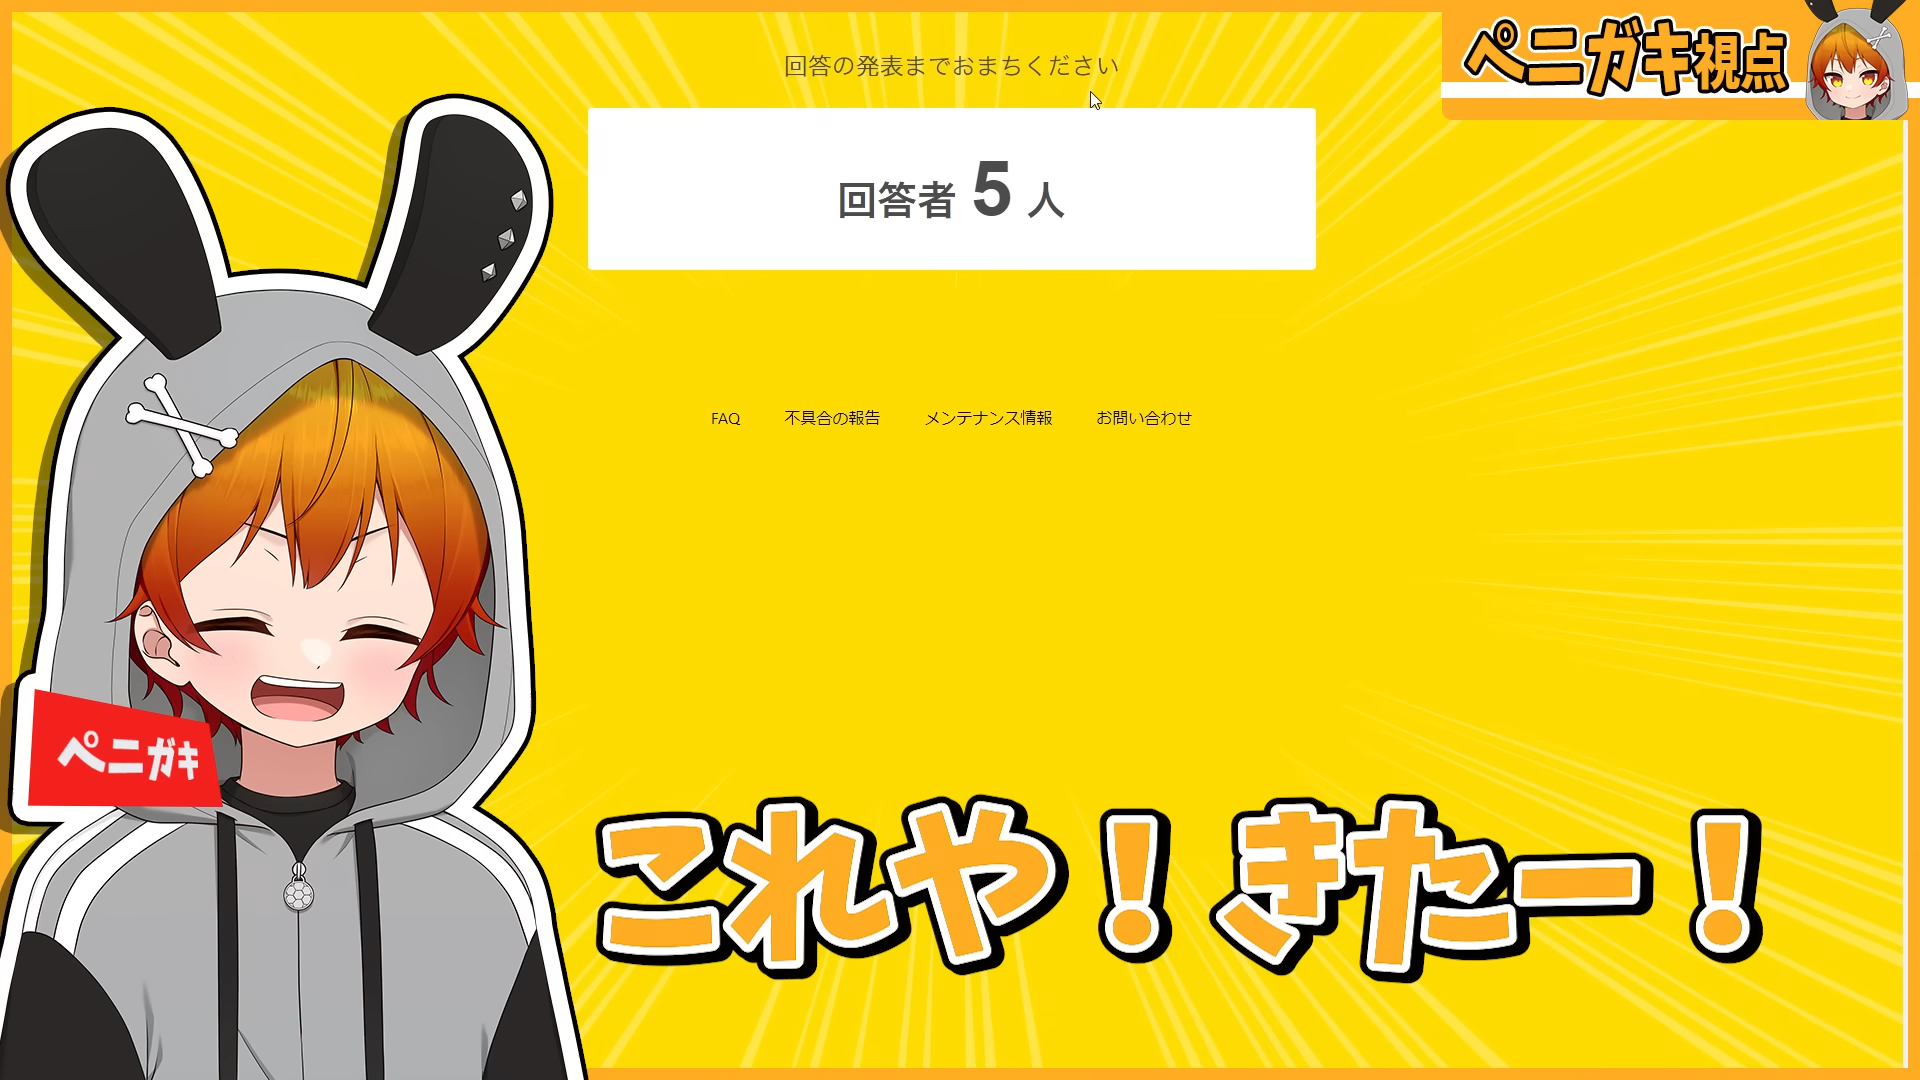 回答の発表までおまちください
ペニガキ視点
回答者 5 人
FAQ 不具合の報告 メンテナンス情報 お問い合わせ
ペニガキ
これや！きたー！